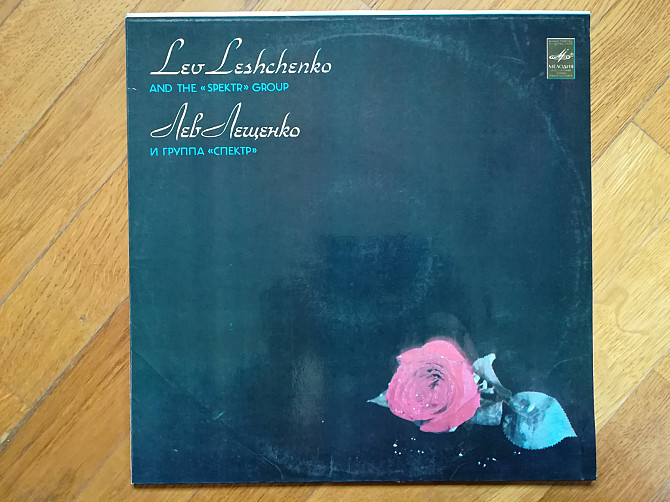 Lev Leshchenko
AND THE «SPEKTR» GROUP
Лев Лещенко
И ГРУППА «СПЕКТР»
МЕЛОДИЯ